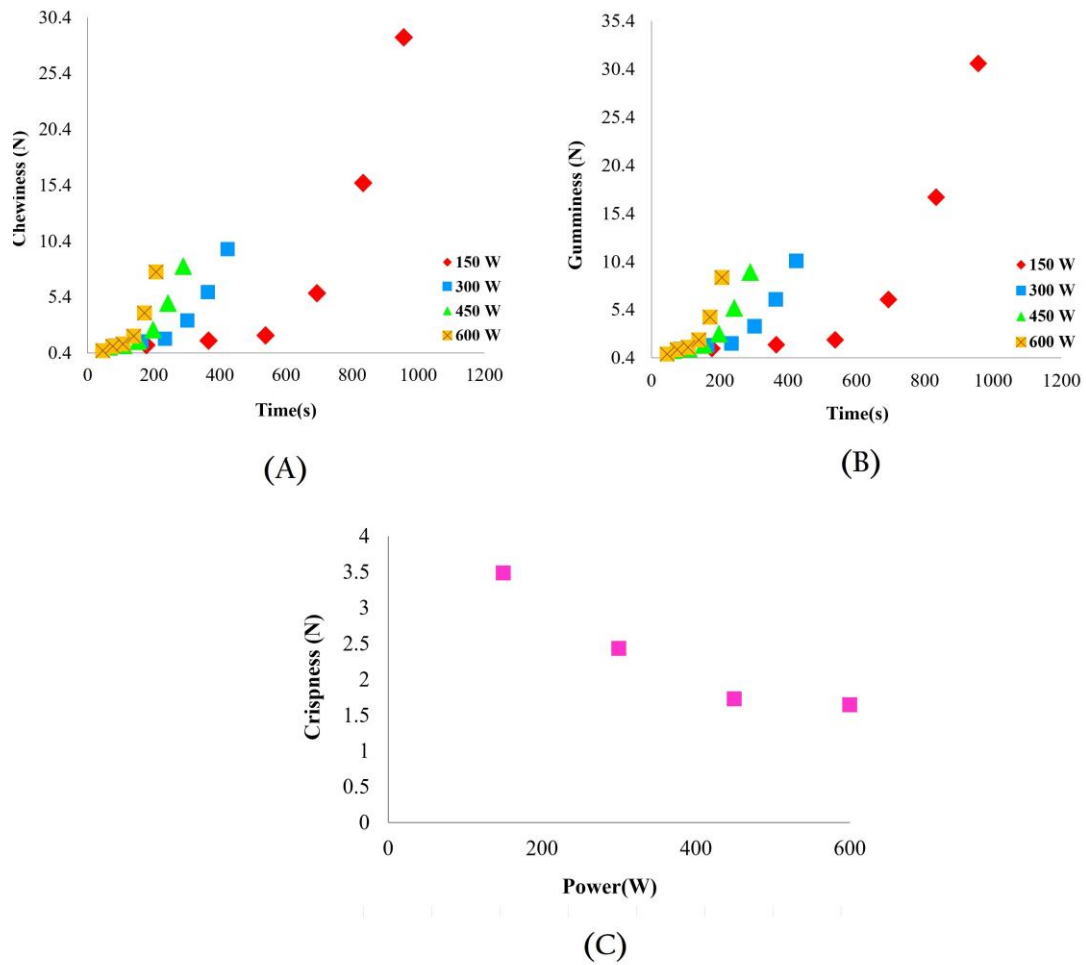 30.4
25.4
20.4
15.4
10.4
5.4
0.4
Chewiness (N)
0
200
400
600
800
1000
1200
Time(s)
150 W
300 W
450 W
600 W
(A)
35.4
30.4
25.4
20.4
15.4
10.4
5.4
0.4
Gumminess (N)
0
200
400
600
800
1000
1200
Time(s)
150 W
300 W
450 W
600 W
(B)
4
3.5
3
2.5
2
1.5
1
0.5
0
Crispness (N)
0
200
400
600
Power(W)
(C)